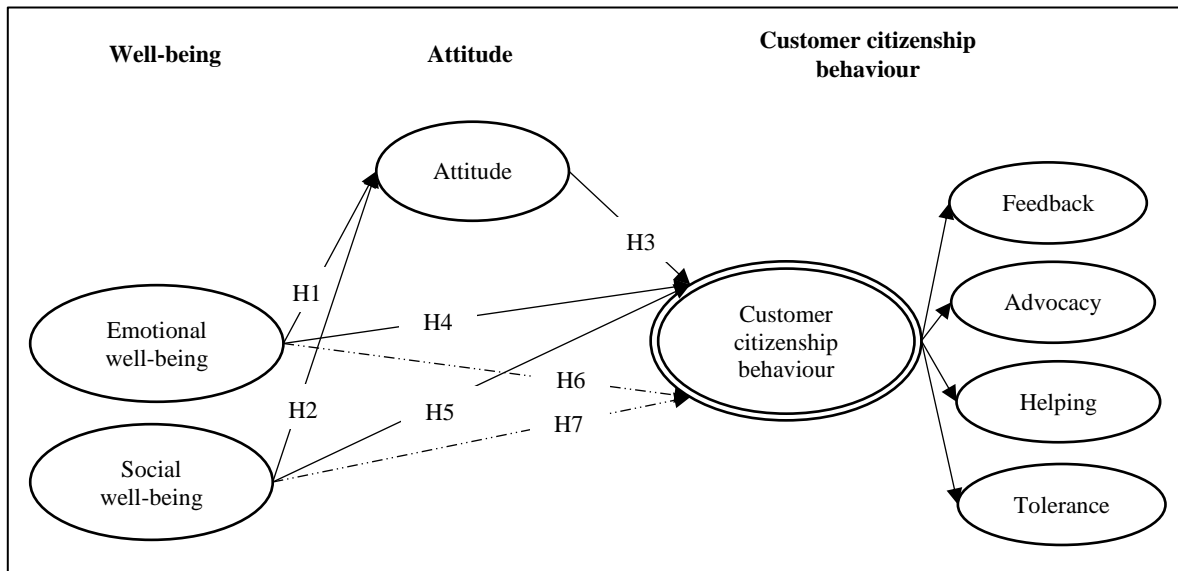 Well-being
Attitude
Customer citizenship
behaviour
Attitude
Feedback
H3
H1
Emotional
well-being
H4
Advocacy
Customer
citizenship
behaviour
H6
H2
H5
H7
Helping
Social
well-being
Tolerance